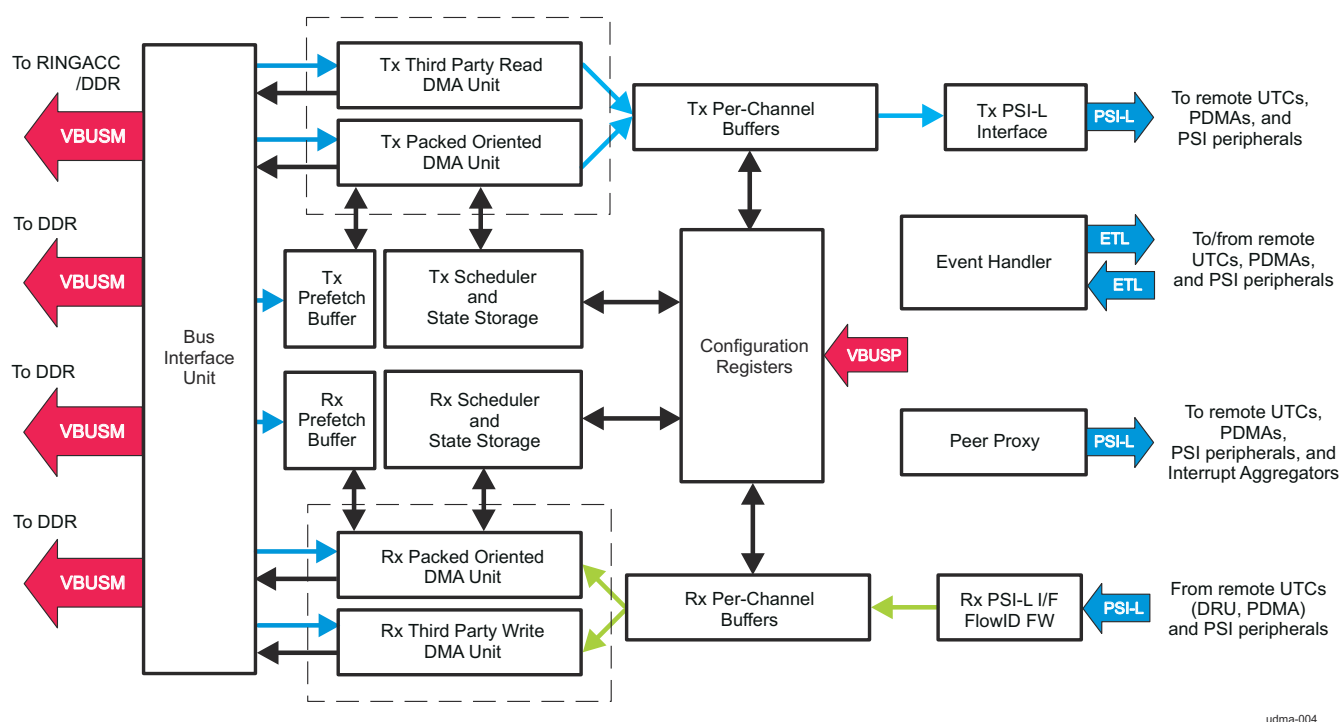 To RINGACC
/DDR
VBUSM
To DDR
VBUSM
To DDR
VBUSM
To DDR
VBUSM
Bus
Interface
Unit
Tx Third Party Read
DMA Unit
Tx Packed Oriented
DMA Unit
Tx
Prefetch
Buffer
Tx Scheduler
and
State Storage
Rx
Prefetch
Buffer
Rx Scheduler
and
State Storage
Rx Packed Oriented
DMA Unit
Rx Third Party Write
DMA Unit
Tx Per-Channel
Buffers
Configuration
Registers
VBUSP
Rx Per-Channel
Buffers
Tx PSI-L
Interface
PSI-L
To remote UTCs,
PDMAs, and
PSI peripherals
Event Handler
ETL
ETL
To/from remote
UTCs, PDMAs,
and PSI peripherals
Peer Proxy
PSI-L
To remote UTCs,
PDMAs,
PSI peripherals, and
Interrupt Aggregators
Rx PSI-L I/F
FlowID FW
PSI-L
From remote UTCs
(DRU, PDMA)
and PSI peripherals
udma-004